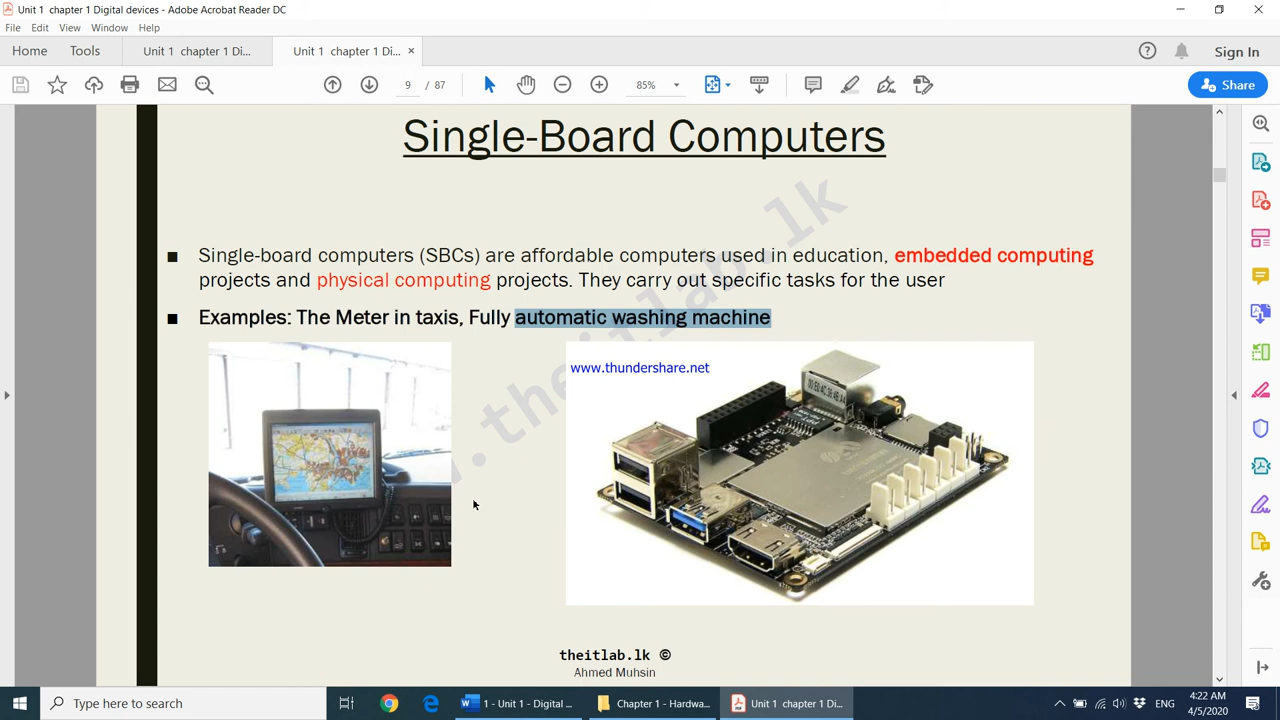 Unit 1 chapter 1 Digital devices - Adobe Acrobat Reader DC
File Edit View Window Help
Home Tools Unit 1 chapter 1 Di... Unit 1 chapter 1 Di... × Sign In
9 / 87 85% Share
Single-Board Computers
Single-board computers (SBCs) are affordable computers used in education, embedded computing
projects and physical computing projects. They carry out specific tasks for the user
Examples: The Meter in taxis, Fully automatic washing machine
www.thundershare.net
theitlab.lk ©
Ahmed Muhsin
Type here to search 1 - Unit 1 - Digital ... Chapter 1 - Hardwa... Unit 1 chapter 1 Di... ENG 4:22 AM
4/5/2020